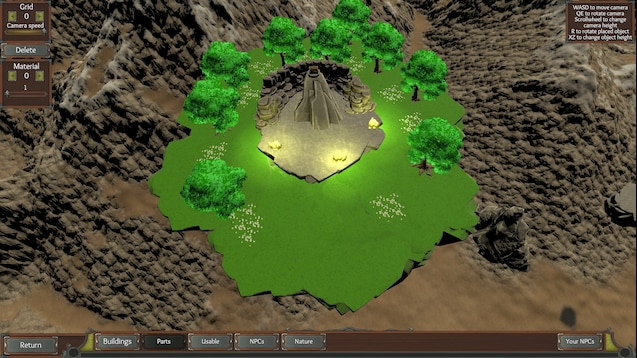 Grid
0
Camera speed
Delete
Material
0
1
WASD to move camera
QE to rotate camera
Scrollwheel to change
camera height
R to rotate placed object
XZ to change object height
Return
Buildings
Parts
Usable
NPCs
Nature
Your NPCs